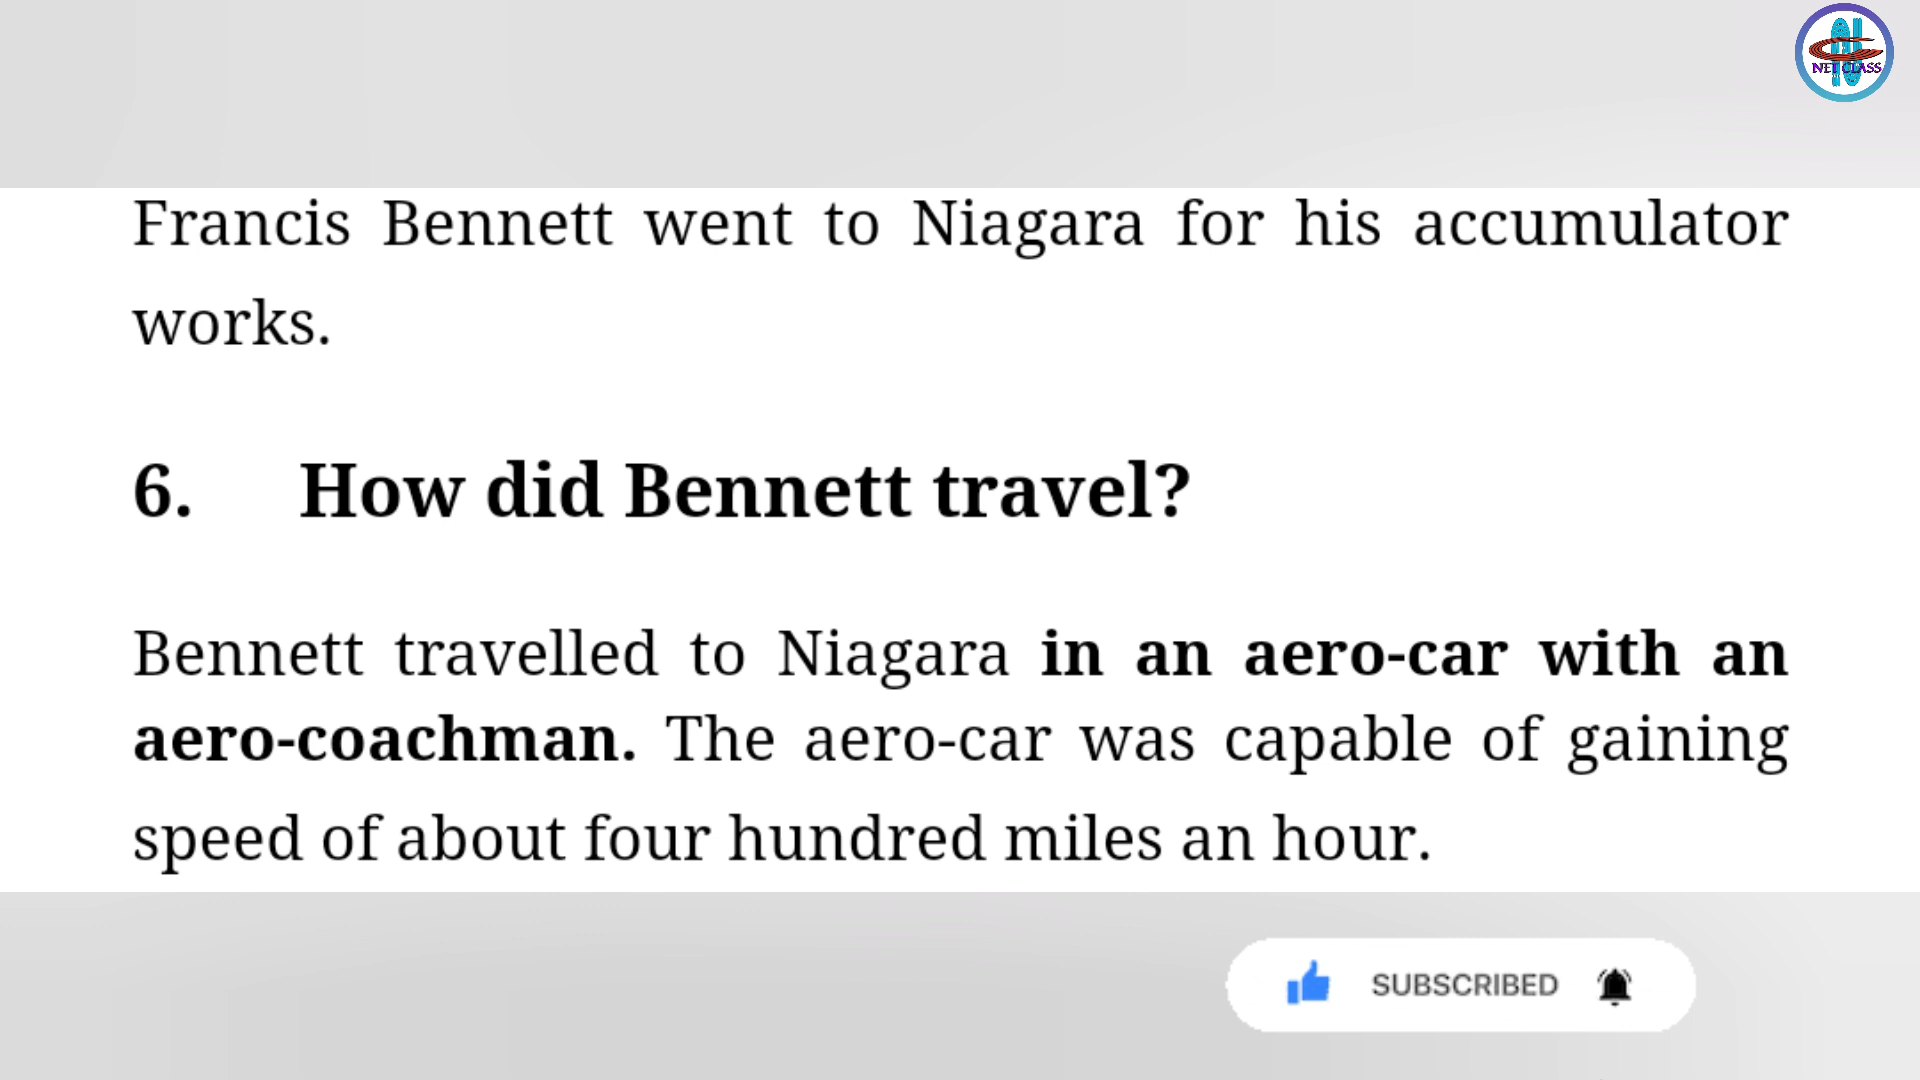 NET CLASS
Francis Bennett went to Niagara for his accumulator
works.
6. How did Bennett travel?
Bennett travelled to Niagara in an aero-car with an
aero-coachman. The aero-car was capable of gaining
speed of about four hundred miles an hour.
SUBSCRIBED